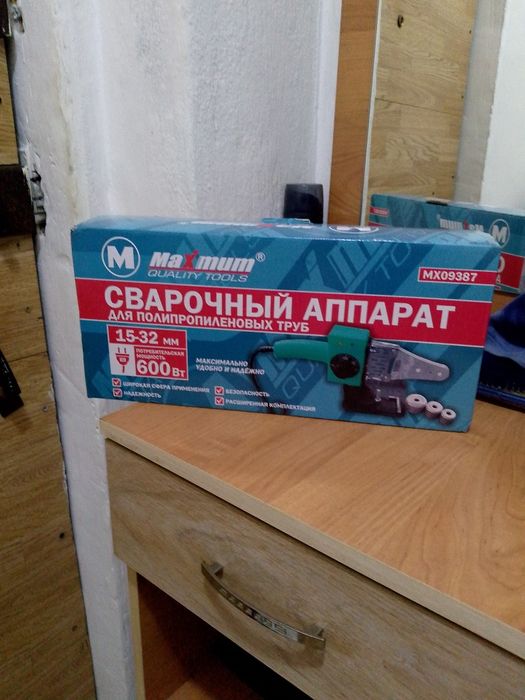 M MaXmum®
QUALITY TOOLS
MX09387
СВАРОЧНЫЙ АППАРАТ
ДЛЯ ПОЛИПРОПИЛЕНОВЫХ ТРУБ
15-32 ММ
ПОТРЕБИТЕЛЬСКАЯ
МОЩНОСТЬ
600 Вт
МАКСИМАЛЬНО
УДОБНО И НАДЁЖНО
ШИРОКАЯ СФЕРА ПРИМЕНЕНИЯ
БЕЗОПАСНОСТЬ
НАДЕЖНОСТЬ
РАСШИРЕННАЯ КОМПЛЕКТАЦИЯ